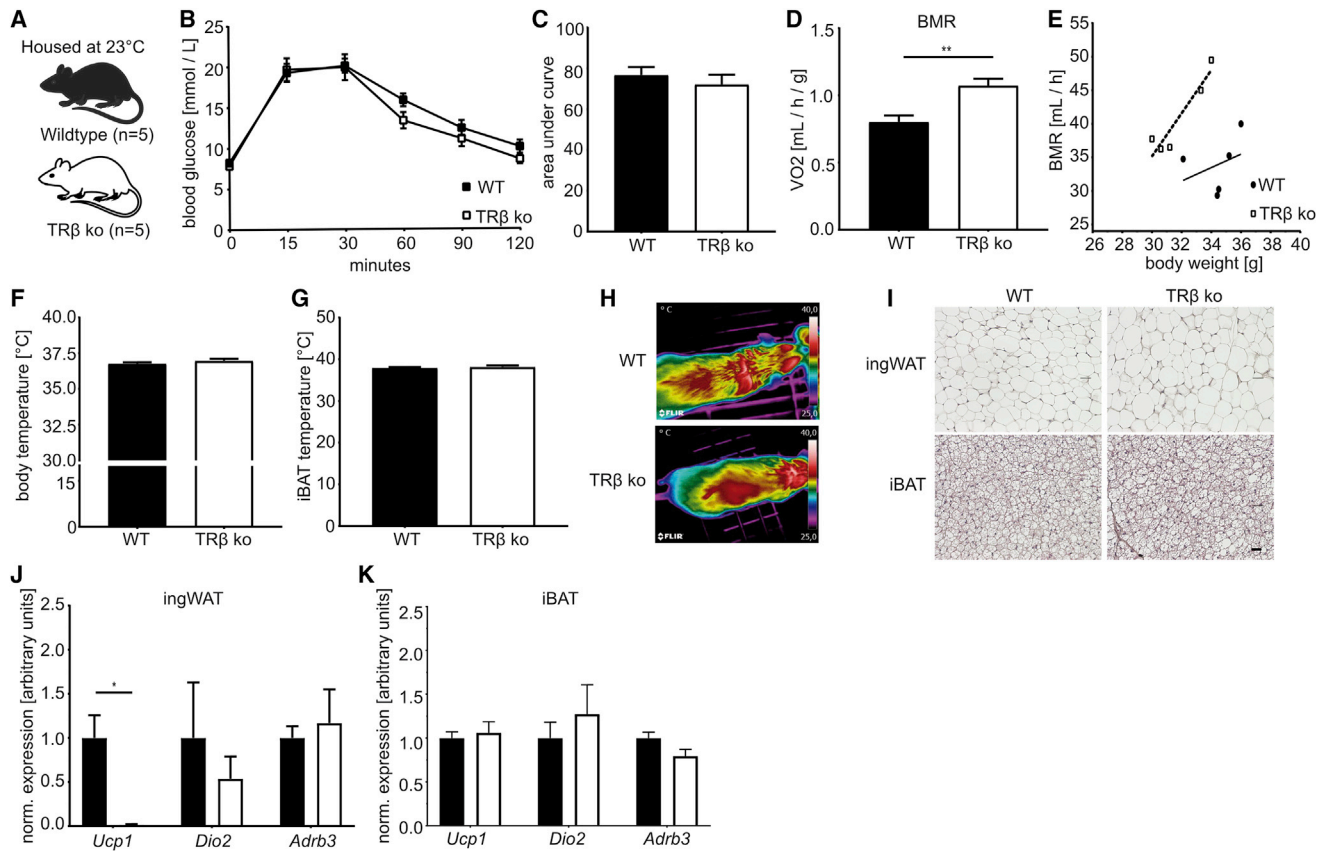 A
Housed at 23°C
Wildtype (n=5)
TRβ ko (n=5)
B
blood glucose [mmol / L]
25
20
15
10
5
0
0 15 30 60 90 120
minutes
WT
TRβ ko
C
area under curve
100
80
60
40
20
0
WT TRβ ko
D
BMR
VO2 [mL / h / g]
1.5
1.0
0.5
0.0
**
WT TRβ ko
E
BMR [mL / h]
55
50
45
40
35
30
25
26 28 30 32 34 36 38 40
body weight [g]
WT
TRβ ko
F
body temperature [°C]
40.0
37.5
35.0
32.5
30.0
15
0
WT TRβ ko
G
iBAT temperature [°C]
50
40
30
20
10
0
WT TRβ ko
H
WT
° C
40,0
25,0
FLIR
TRβ ko
° C
40,0
25,0
FLIR
I
WT TRβ ko
ingWAT
iBAT
J
ingWAT
norm. expression [arbitrary units]
2.5
2.0
1.5
1.0
0.5
0.0
*
Ucp1 Dio2 Adrb3
K
iBAT
norm. expression [arbitrary units]
2.5
2.0
1.5
1.0
0.5
0.0
Ucp1 Dio2 Adrb3